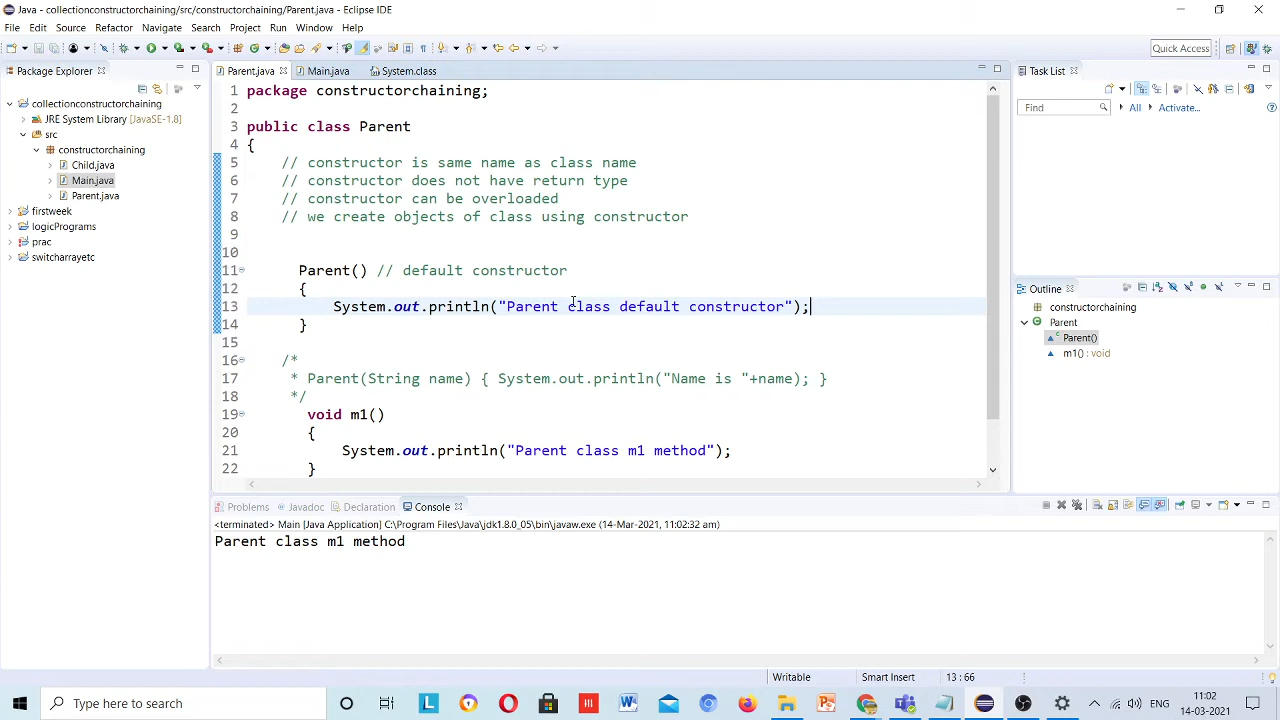 Java - collectionconstructorchaining/src/constructorchaining/Parent.java - Eclipse IDE
File Edit Source Refactor Navigate Search Project Run Window Help
Quick Access
Package Explorer
collectionconstructorchaining
JRE System Library [JavaSE-1.8]
src
constructorchaining
Child.java
Main.java
Parent.java
firstweek
logicPrograms
prac
switcharrayetc
Parent.java Main.java System.class
1 package constructorchaining;
2
3 public class Parent
4 {
5 // constructor is same name as class name
6 // constructor does not have return type
7 // constructor can be overloaded
8 // we create objects of class using constructor
9
10
11 Parent() // default constructor
12 {
13 System.out.println("Parent class default constructor");
14 }
15
16 /*
17 * Parent(String name) { System.out.println("Name is "+name); }
18 */
19 void m1()
20 {
21 System.out.println("Parent class m1 method");
22 }
Task List
Find All Activate...
Outline
constructorchaining
Parent
Parent()
m1() : void
Problems Javadoc Declaration Console
<terminated> Main [Java Application] C:\Program Files\Java\jdk1.8.0_05\bin\javaw.exe (14-Mar-2021, 11:02:32 am)
Parent class m1 method
Writable Smart Insert 13 : 66
Type here to search
ENG
11:02
14-03-2021